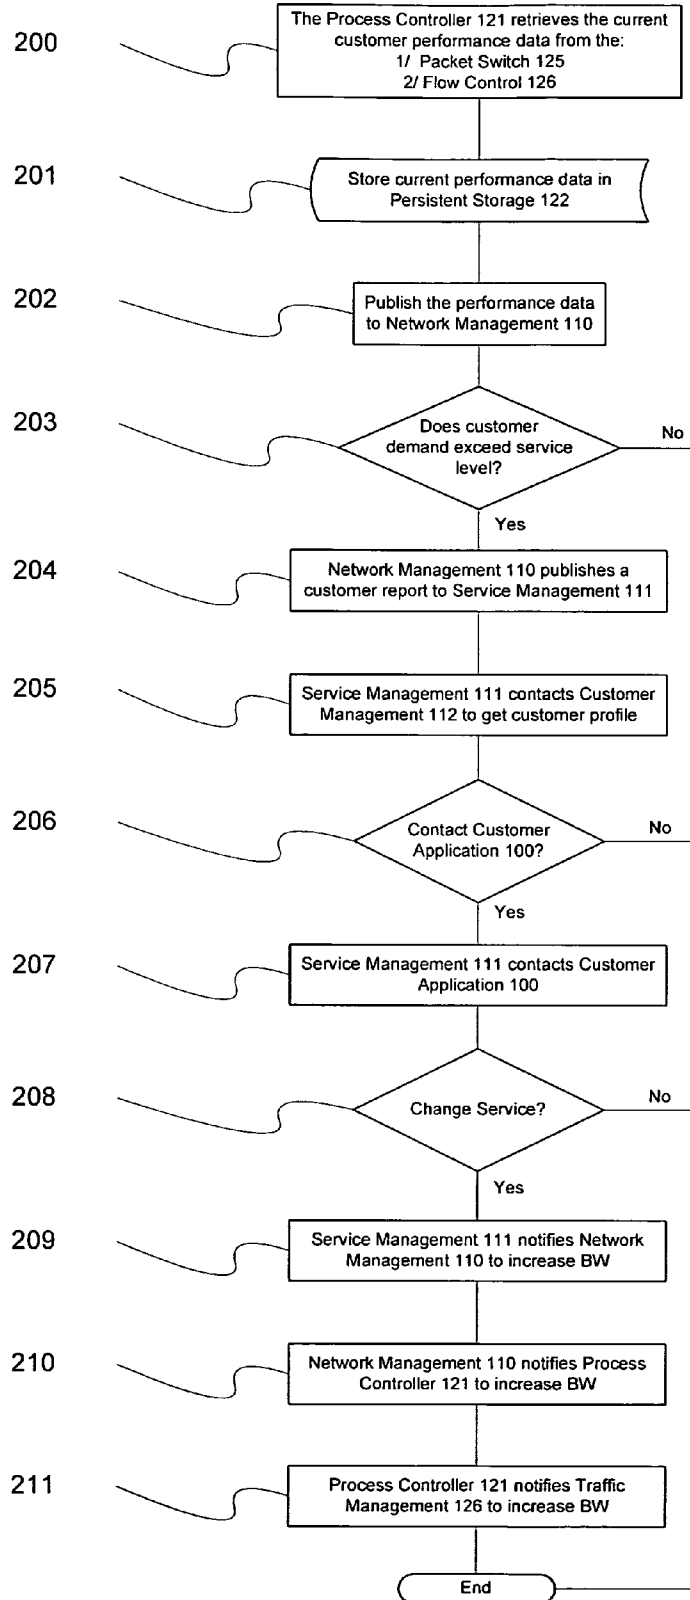 200
The Process Controller 121 retrieves the current
customer performance data from the:
1/ Packet Switch 125
2/ Flow Control 126
201
Store current performance data in
Persistent Storage 122
202
Publish the performance data
to Network Management 110
203
Does customer
demand exceed service
level?
No
Yes
204
Network Management 110 publishes a
customer report to Service Management 111
205
Service Management 111 contacts Customer
Management 112 to get customer profile
206
Contact Customer
Application 100?
No
Yes
207
Service Management 111 contacts Customer
Application 100
208
Change Service?
No
Yes
209
Service Management 111 notifies Network
Management 110 to increase BW
210
Network Management 110 notifies Process
Controller 121 to increase BW
211
Process Controller 121 notifies Traffic
Management 126 to increase BW
End